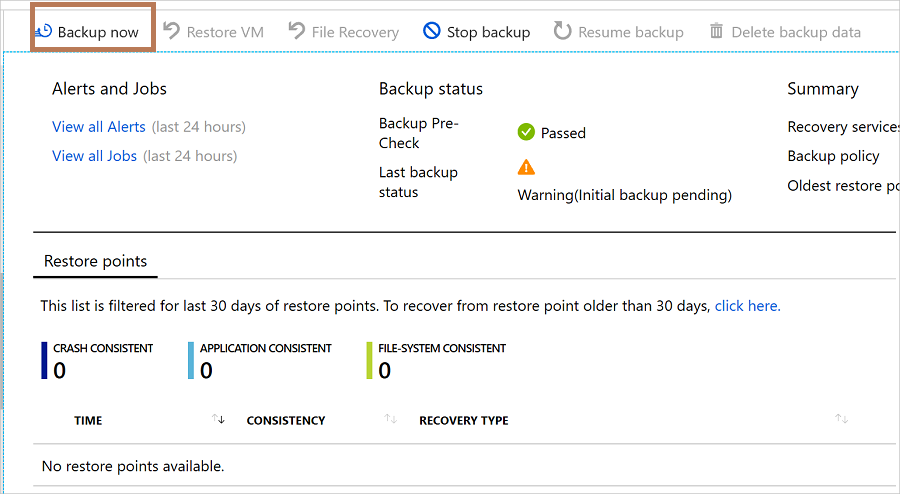 Backup now Restore VM File Recovery Stop backup Resume backup Delete backup data
Alerts and Jobs Backup status Summary
View all Alerts (last 24 hours)
View all Jobs (last 24 hours)
Backup Pre-
Check
Passed
Last backup
status
Warning(Initial backup pending)
Recovery services
Backup policy
Oldest restore po
Restore points
This list is filtered for last 30 days of restore points. To recover from restore point older than 30 days, click here.
CRASH CONSISTENT APPLICATION CONSISTENT FILE-SYSTEM CONSISTENT
0 0 0
TIME CONSISTENCY RECOVERY TYPE
No restore points available.